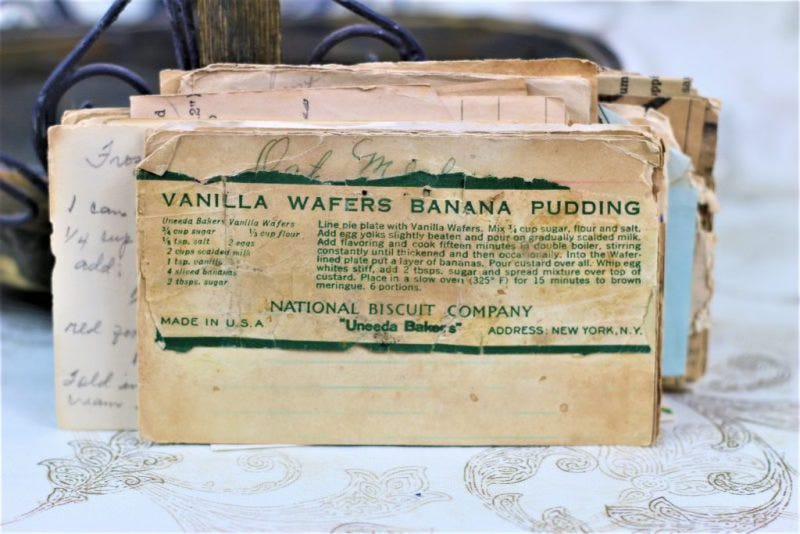 VANILLA WAFERS BANANA PUDDING
Uneeda Bakers Vanilla Wafers
¾ cup sugar ⅓ cup flour
⅛ tsp. salt 2 eggs
2 cups scalded milk
1 tsp. vanilla
4 sliced bananas
2 tbsps. sugar
Line pie plate with Vanilla Wafers. Mix ¾ cup sugar, flour and salt.
Add egg yolks slightly beaten and pour on gradually scalded milk.
Add flavoring and cook fifteen minutes in double boiler, stirring
constantly until thickened and then occasionally. Into the Wafer-
lined plate put a layer of bananas. Pour custard over all. Whip egg
whites stiff, add 2 tbsps. sugar and spread mixture over top of
custard. Place in a slow oven (325° F) for 15 minutes to brown
meringue. 6 portions.
NATIONAL BISCUIT COMPANY
MADE IN U.S.A. "Uneeda Bakers" ADDRESS: NEW YORK, N.Y.
1 can
¼ cup
add
red
Fold in